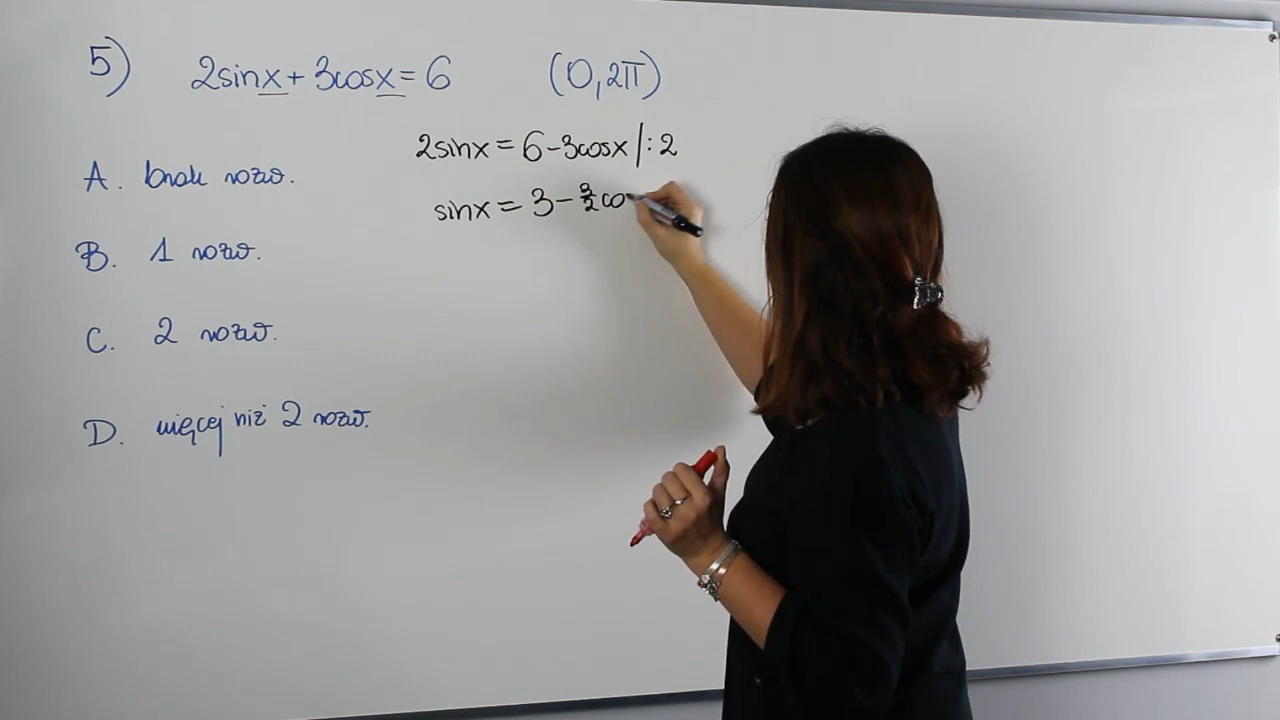 5) 2sinx + 3cosx = 6 (0,2π)
2sinx = 6 - 3cosx |: 2
sinx = 3 - 3/2 co
A. brak rozw.
B. 1 rozw.
C. 2 rozw.
D. więcej niż 2 rozw.